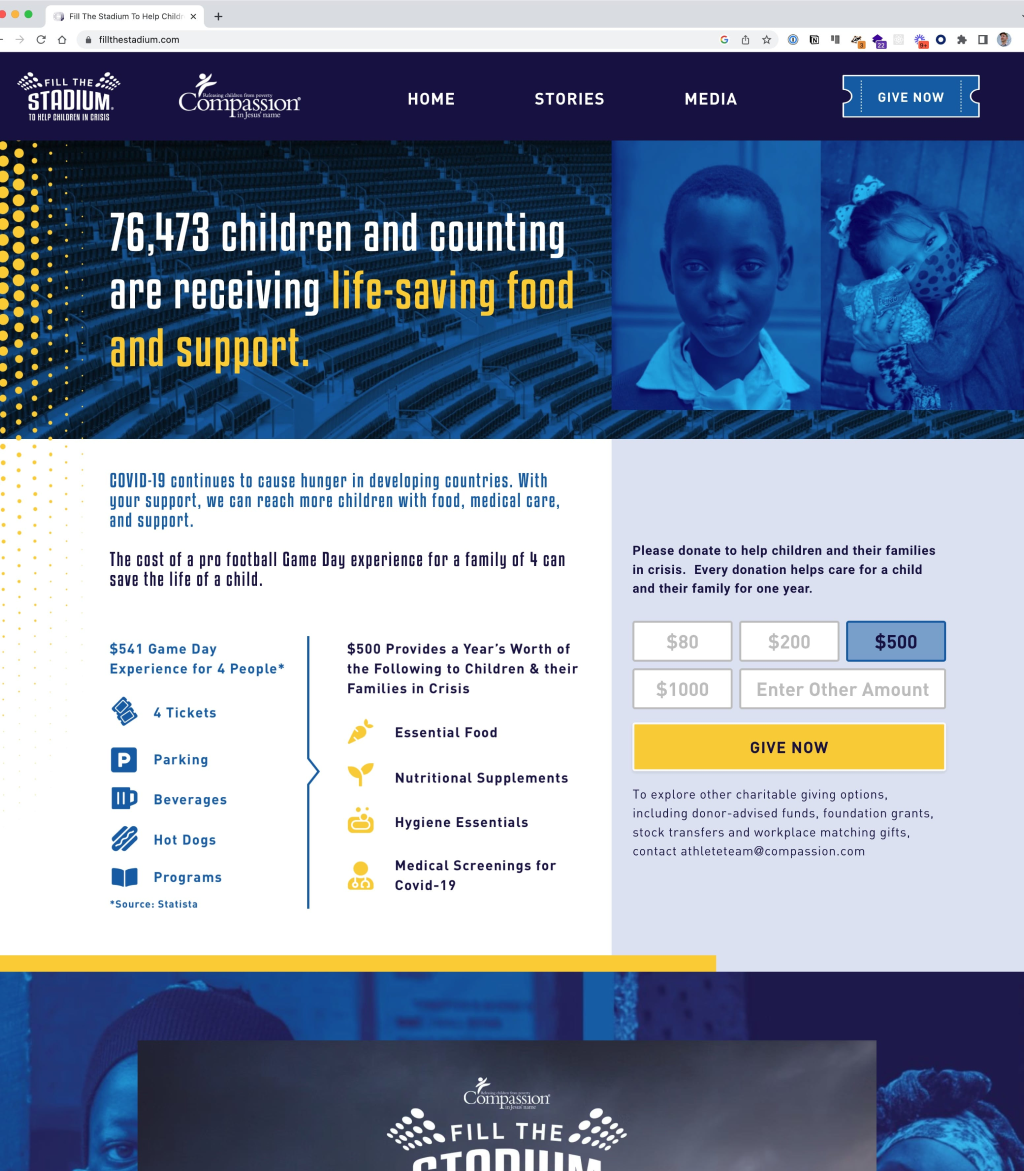 Fill The Stadium To Help Childr
fillthestadium.com
3
22
9+
FILL THE
STADIUM®
TO HELP CHILDREN IN CRISIS
Releasing children from poverty
Compassion®
in Jesus' name
HOME
STORIES
MEDIA
GIVE NOW
76,473 children and counting
are receiving life-saving food
and support.
COVID-19 continues to cause hunger in developing countries. With
your support, we can reach more children with food, medical care,
and support.
The cost of a pro football Game Day experience for a family of 4 can
save the life of a child.
$541 Game Day
Experience for 4 People*
4 Tickets
P
Parking
Beverages
Hot Dogs
Programs
*Source: Statista
$500 Provides a Year's Worth of
the Following to Children & their
Families in Crisis
Essential Food
Nutritional Supplements
Hygiene Essentials
Medical Screenings for
Covid-19
Please donate to help children and their families
in crisis.  Every donation helps care for a child
and their family for one year.
$80
$200
$500
$1000
Enter Other Amount
GIVE NOW
To explore other charitable giving options,
including donor-advised funds, foundation grants,
stock transfers and workplace matching gifts,
contact athleteteam@compassion.com
Releasing children from poverty
Compassion®
in Jesus' name
FILL THE
STADIUM